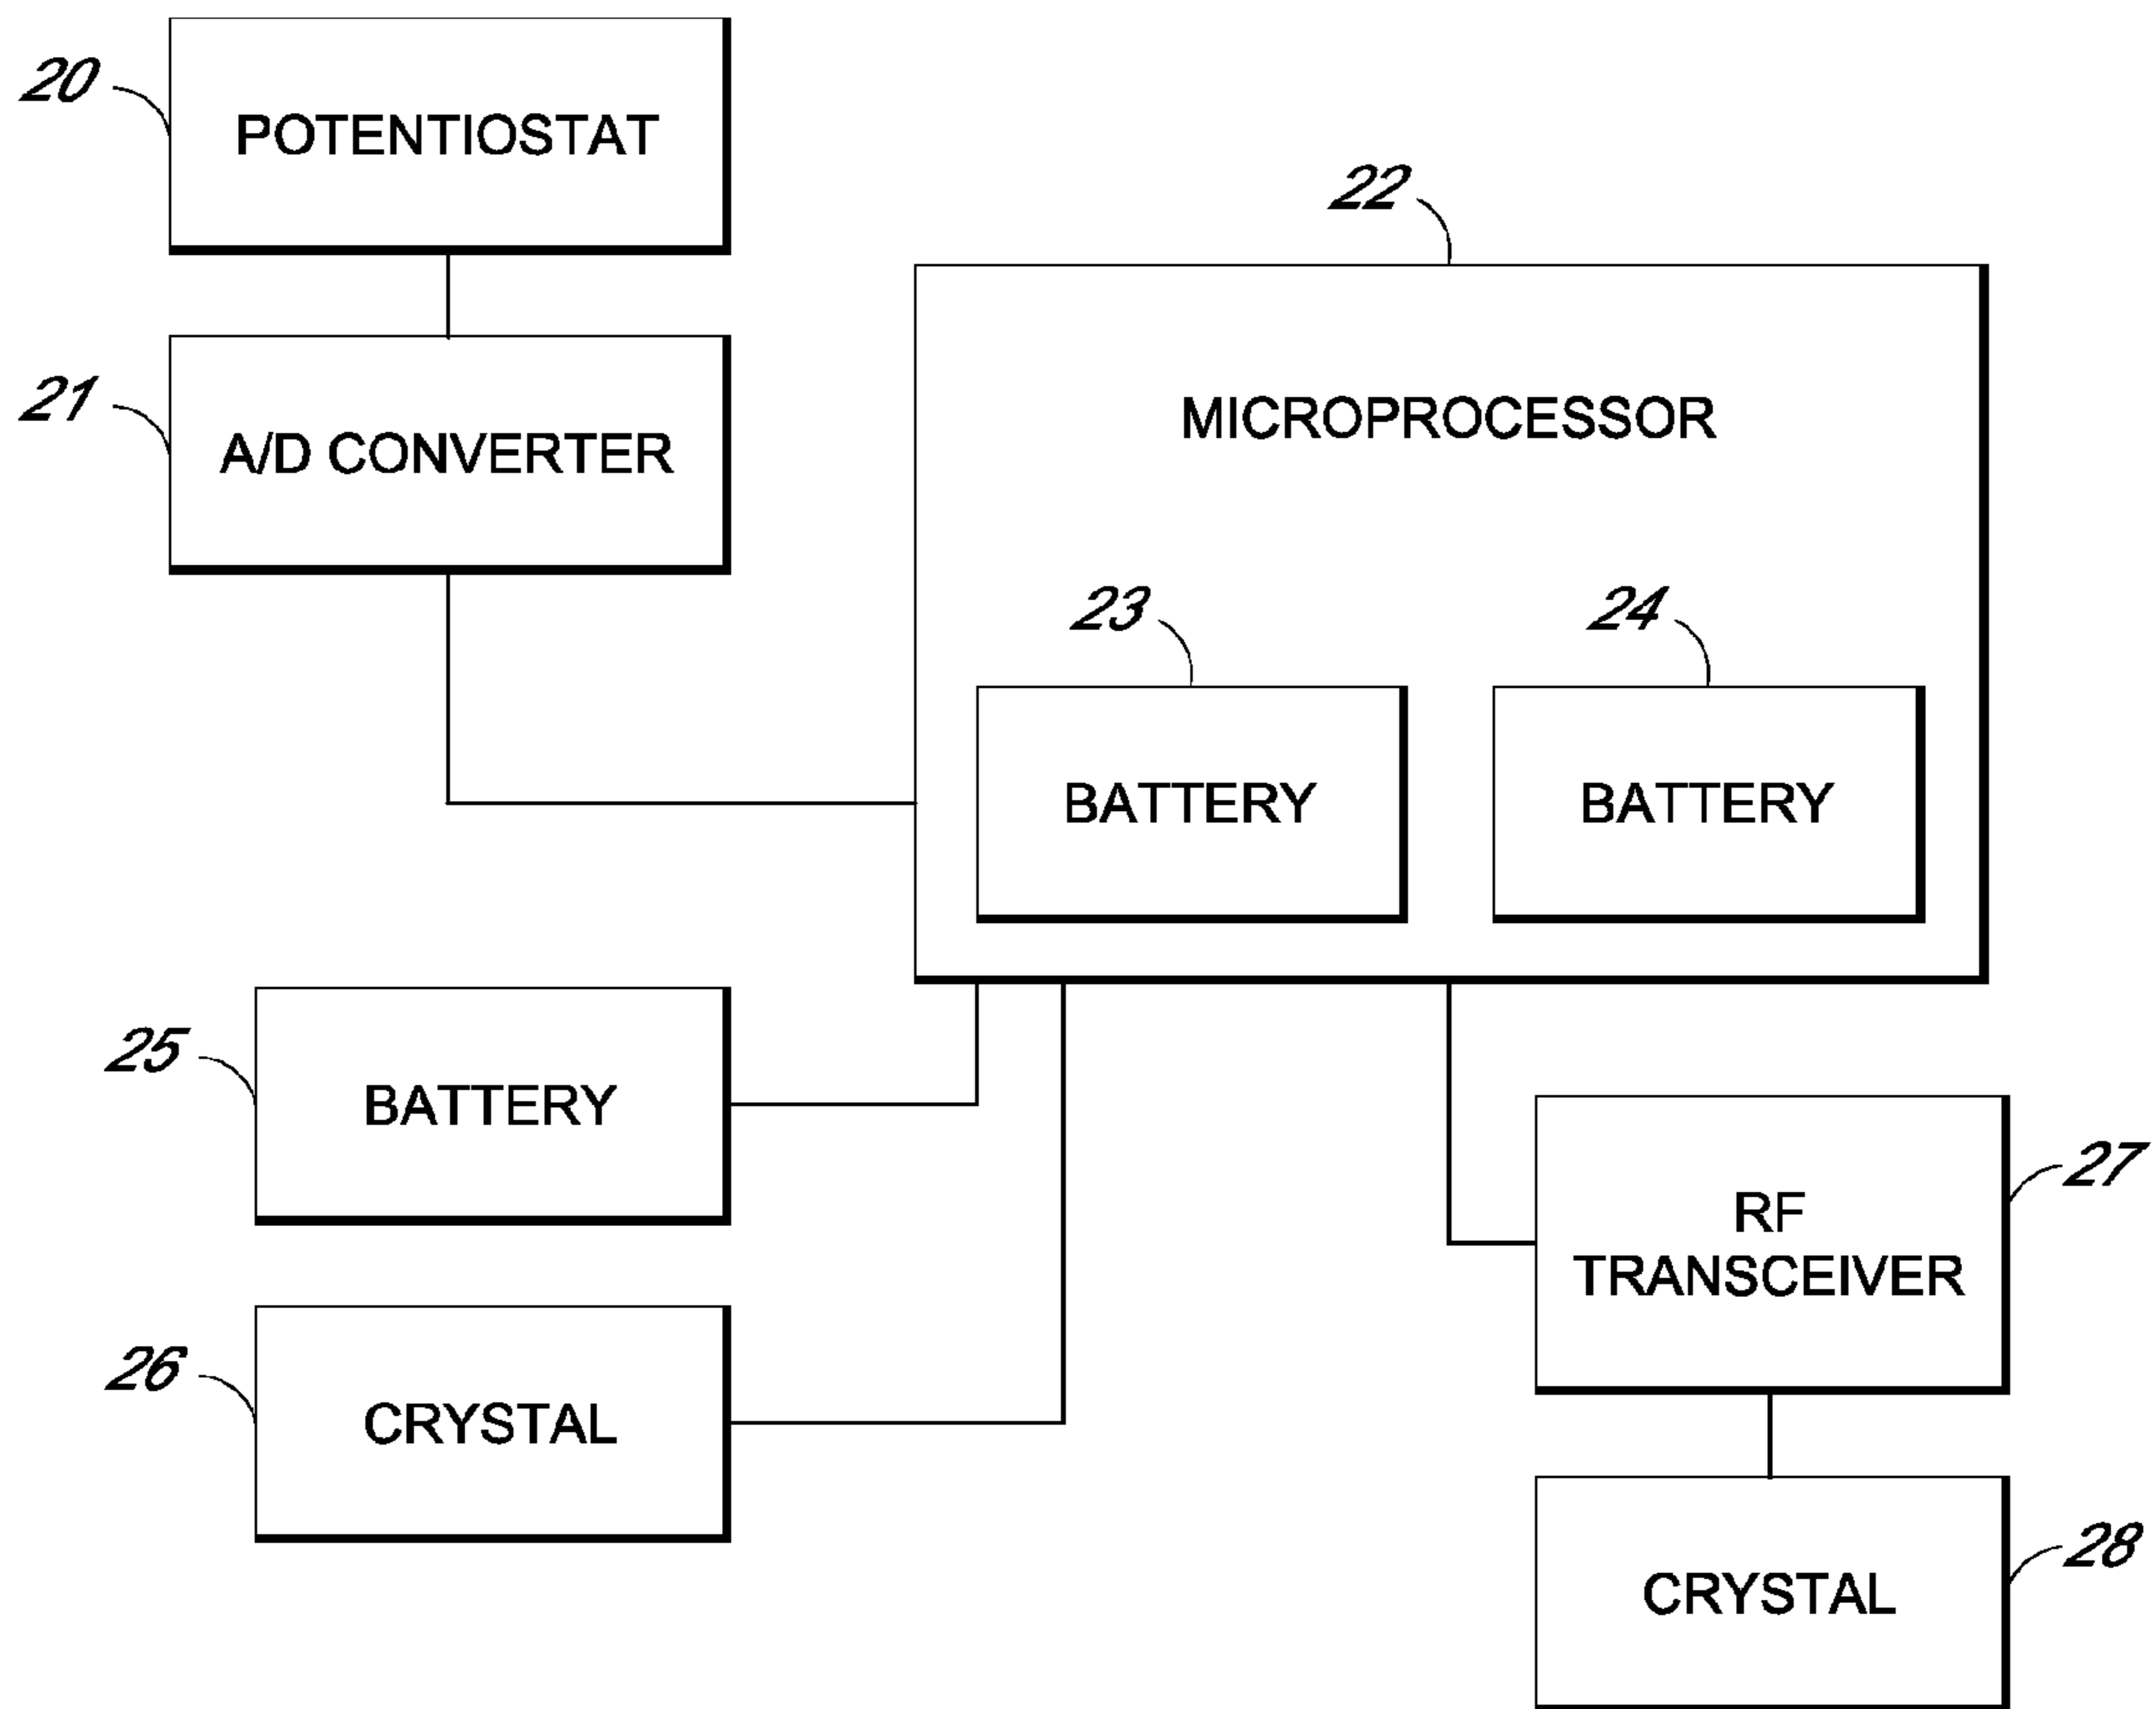 20
POTENTIOSTAT
21
A/D CONVERTER
22
MICROPROCESSOR
23
BATTERY
24
BATTERY
25
BATTERY
26
CRYSTAL
27
RF
TRANSCEIVER
28
CRYSTAL